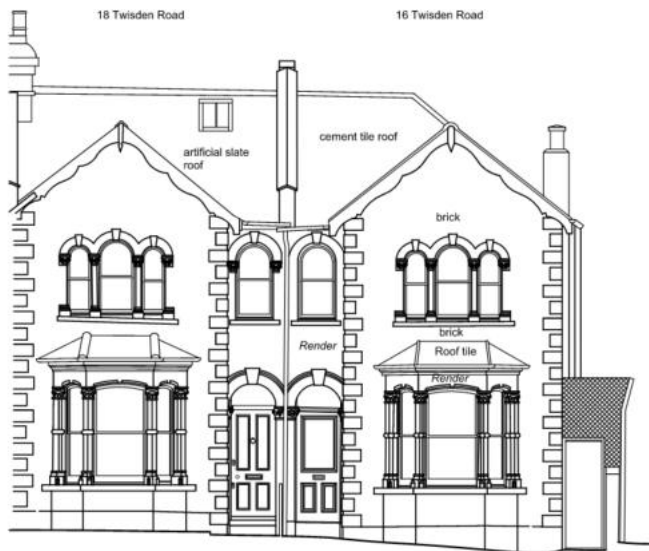 18 Twisden Road
16 Twisden Road
cement tile roof
artificial slate
roof
brick
brick
Render
Roof tile
Render